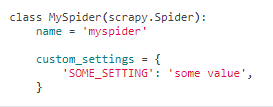 class MySpider(scrapy.Spider):
    name = 'myspider'

    custom_settings = {
        'SOME_SETTING': 'some value',
    }